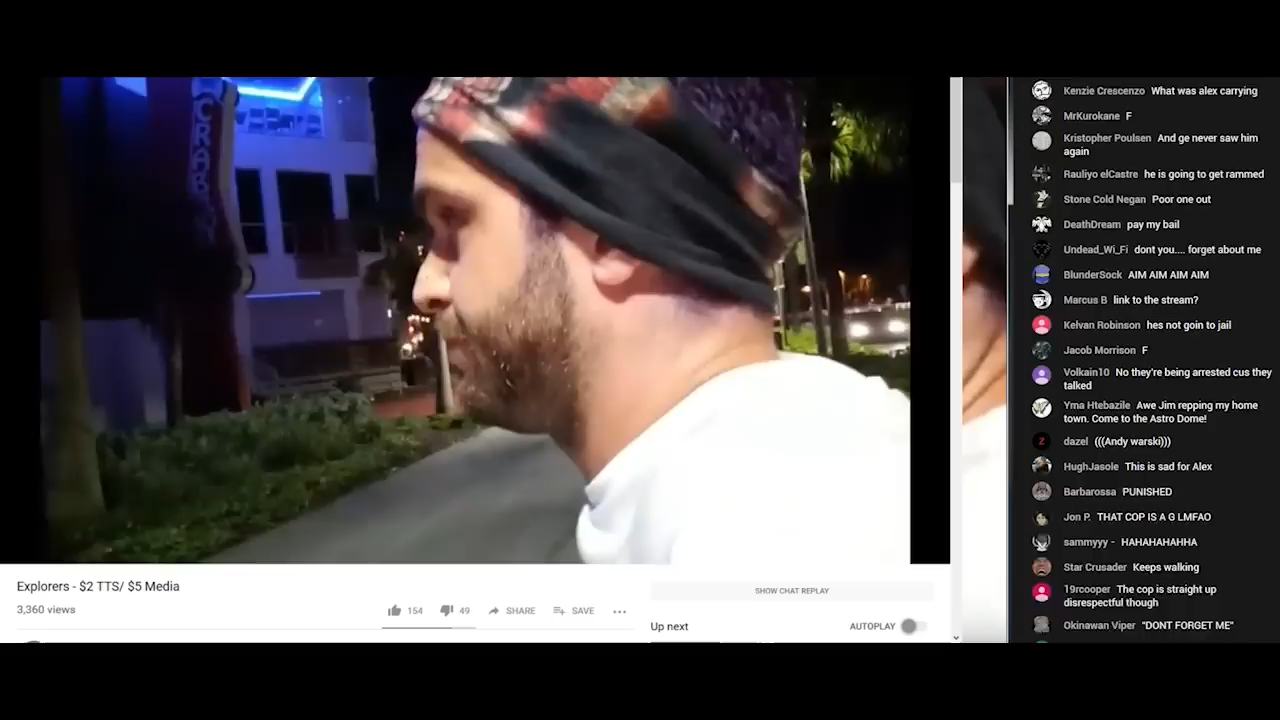 CRAB
Explorers - $2 TTS/ $5 Media
3,360 views
154
49
SHARE
SAVE
SHOW CHAT REPLAY
Up next
AUTOPLAY
Kenzie Crescenzo What was alex carrying
MrKurokane F
Kristopher Poulsen And ge never saw him
again
Rauliyo elCastre he is going to get rammed
Stone Cold Negan Poor one out
DeathDream pay my bail
Undead_Wi_Fi dont you.... forget about me
BlunderSock AIM AIM AIM AIM
Marcus B link to the stream?
Kelvan Robinson hes not goin to jail
Jacob Morrison F
Volkain10 No they're being arrested cus they
talked
Yma Htebazile Awe Jim repping my home
town. Come to the Astro Dome!
dazel (((Andy warski)))
HughJasole This is sad for Alex
Barbarossa PUNISHED
Jon P. THAT COP IS A G LMFAO
sammyyy - HAHAHAHAHHA
Star Crusader Keeps walking
19rcooper The cop is straight up
disrespectful though
Okinawan Viper "DONT FORGET ME"